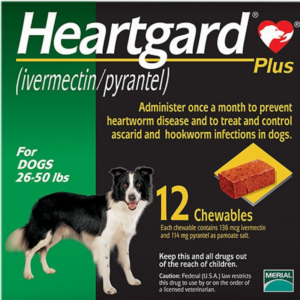 Heartgard®
Plus
(ivermectin/pyrantel)
Administer once a month to prevent
heartworm disease and to treat and control
ascarid and hookworm infections in dogs.
For
DOGS
26-50 lbs
12 Chewables
Each chewable contains 136 mcg ivermectin
and 114 mg pyrantel as pamoate salt.
Keep this and all drugs out
of the reach of children.
Caution: Federal (U.S.A.) law restricts
this drug to use by or on the order of
a licensed veterinarian.
MERIAL